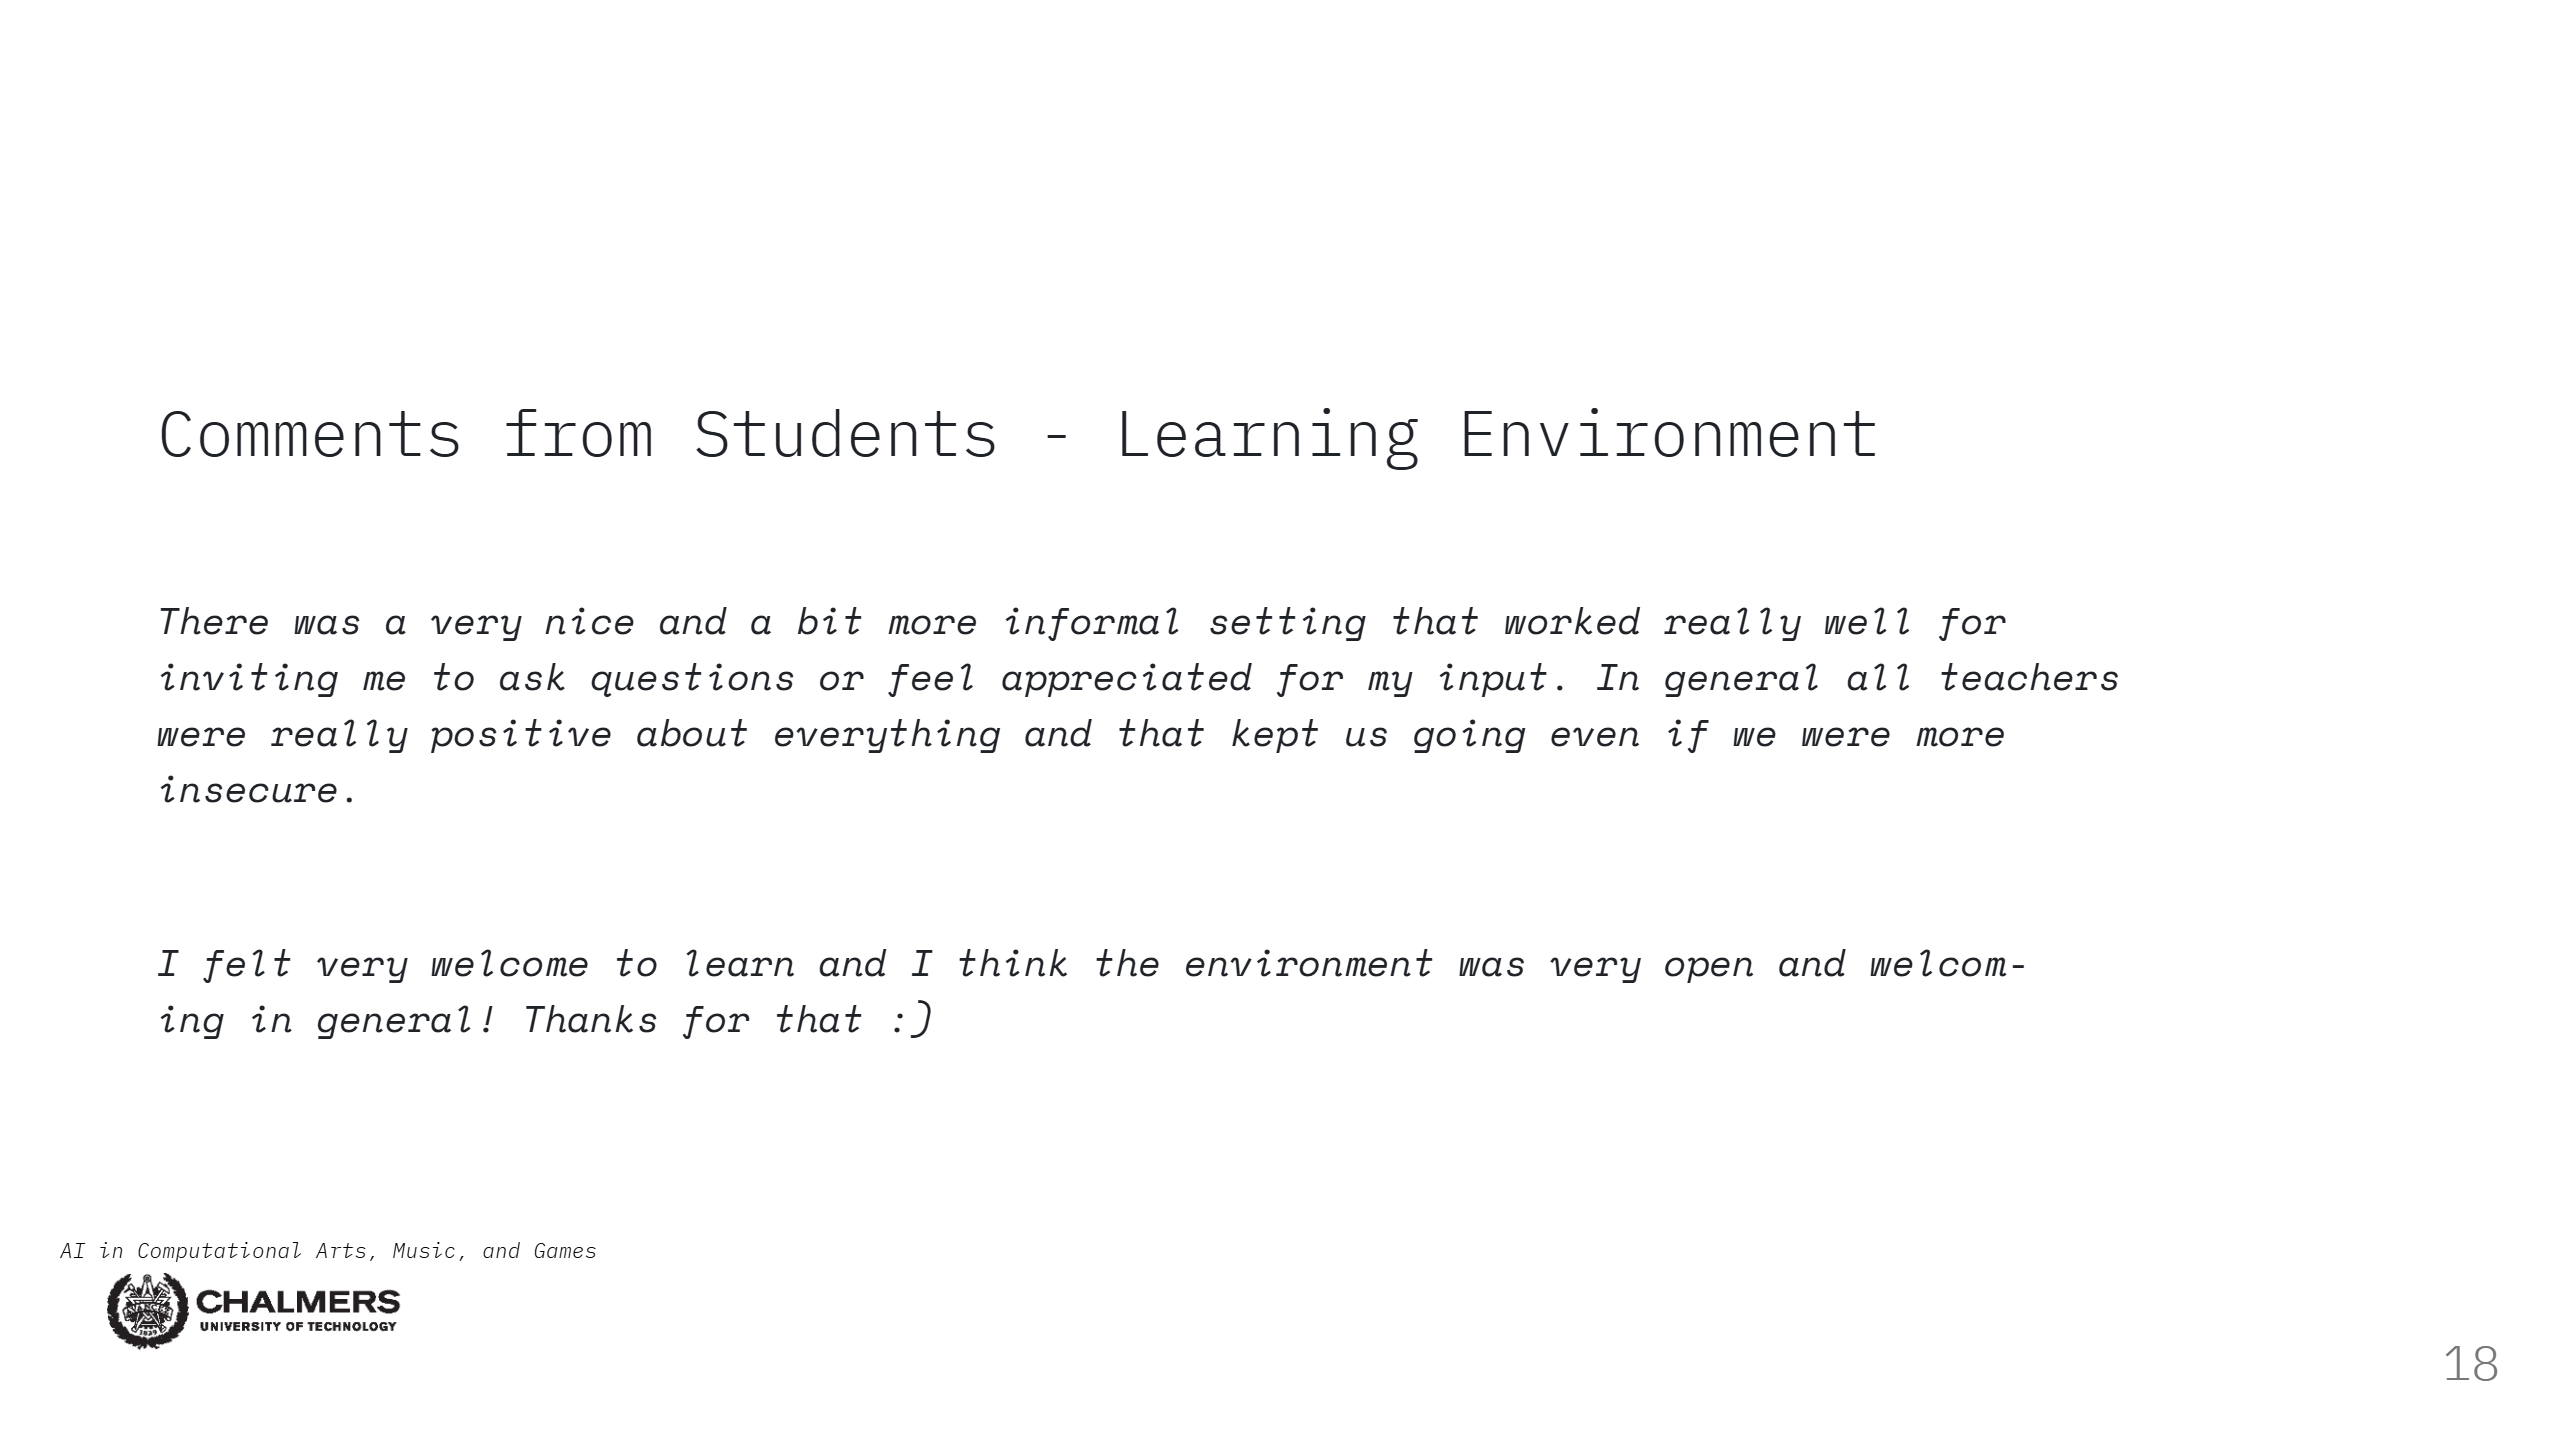 Comments from Students - Learning Environment
There was a very nice and a bit more informal setting that worked really well for
inviting me to ask questions or feel appreciated for my input. In general all teachers
were really positive about everything and that kept us going even if we were more
insecure.
I felt very welcome to learn and I think the environment was very open and welcom-
ing in general! Thanks for that :)
AI in Computational Arts, Music, and Games
AVANCEZ
1829
CHALMERS
UNIVERSITY OF TECHNOLOGY
18